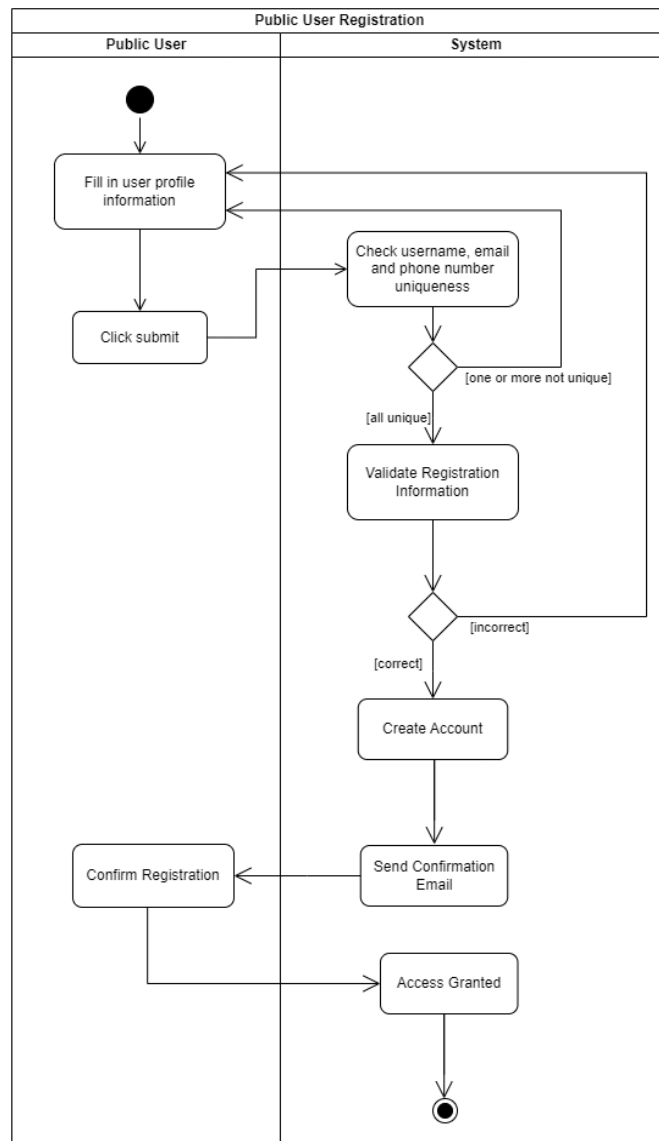 Public User Registration
Public User
System
Fill in user profile
information
Check username, email
and phone number
uniqueness
Click submit
[one or more not unique]
[all unique]
Validate Registration
Information
[incorrect]
[correct]
Create Account
Confirm Registration
Send Confirmation
Email
Access Granted